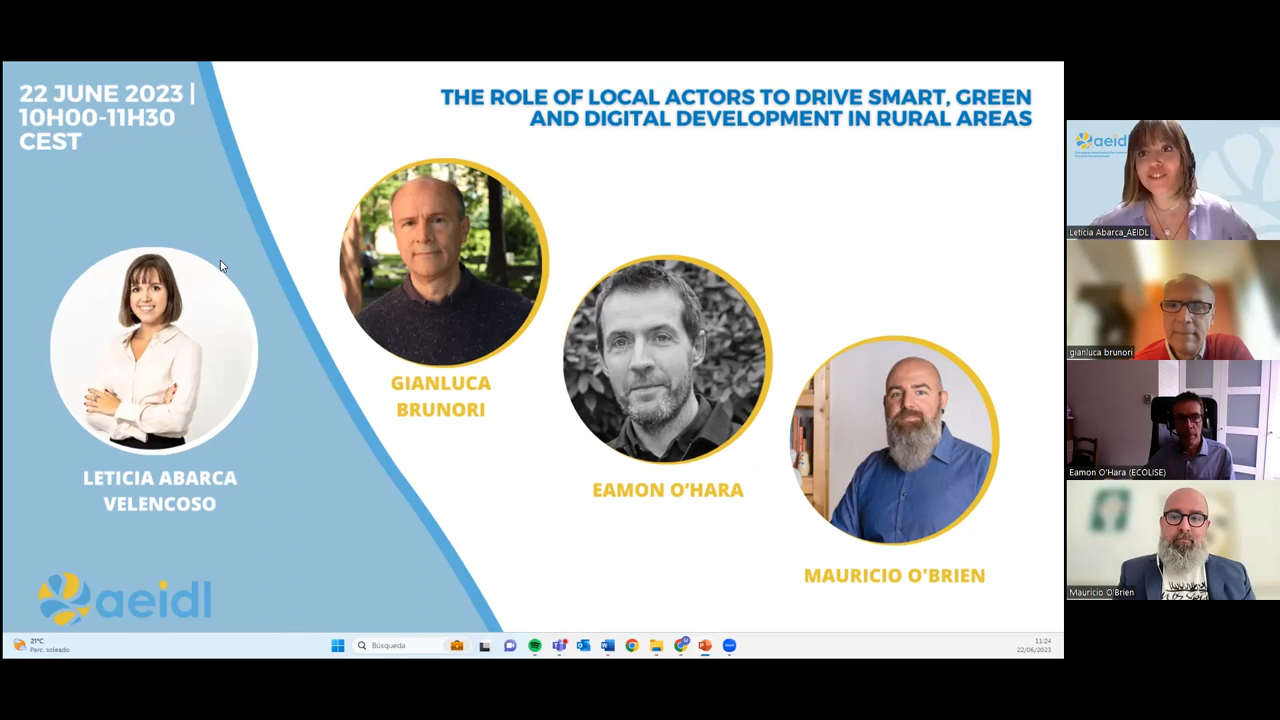 22 JUNE 2023 |
10H00-11H30
CEST
THE ROLE OF LOCAL ACTORS TO DRIVE SMART, GREEN
AND DIGITAL DEVELOPMENT IN RURAL AREAS
GIANLUCA
BRUNORI
EAMON O’HARA
MAURICIO O'BRIEN
LETICIA ABARCA
VELENCOSO
aeidl
21°C
Parc. soleado
Búsqueda
11:24
22/06/2023
aeidl
Leticia Abarca_AEIDL
gianluca brunori
Eamon O'Hara (ECOLISE)
Mauricio O'Brien